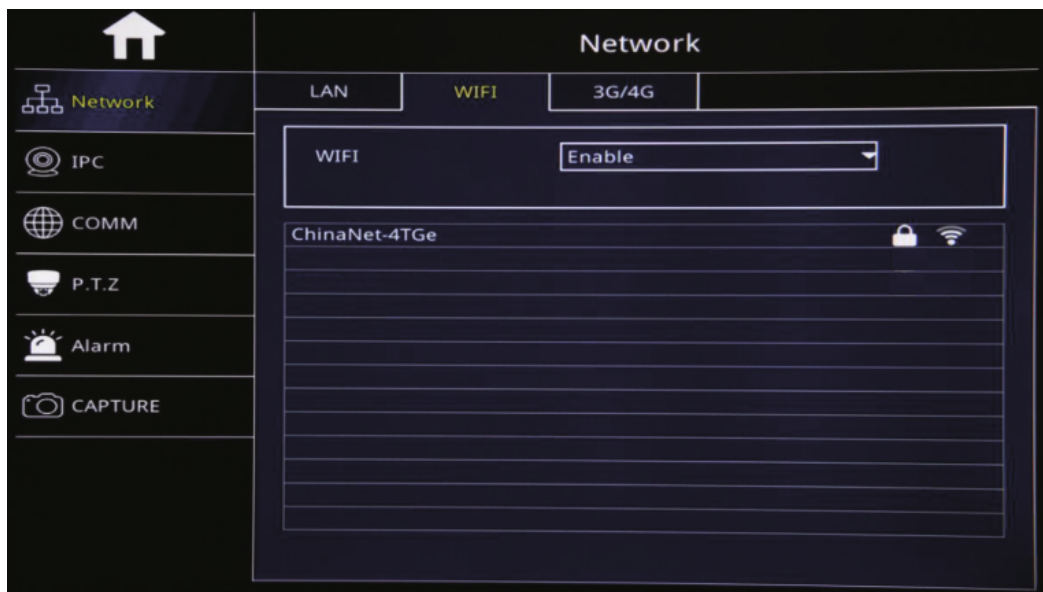 Network
Network
LAN
WIFI
3G/4G
IPC
WIFI
Enable
COMM
ChinaNet-4TGe
P.T.Z
Alarm
CAPTURE